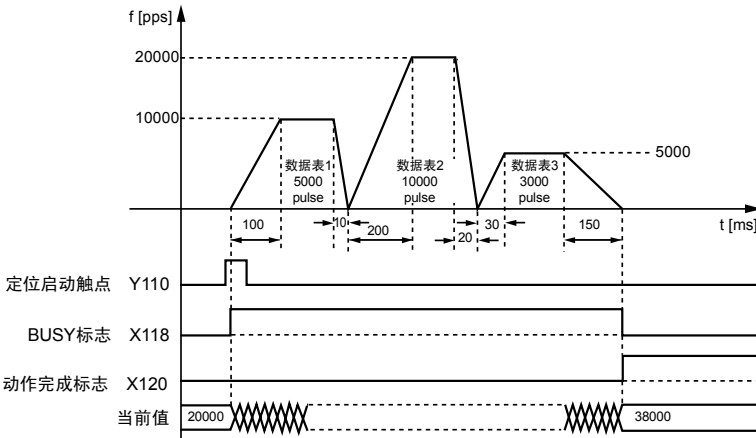 f [pps]
20000
10000
5000
数据表1
5000
pulse
数据表2
10000
pulse
数据表3
3000
pulse
t [ms]
100
10
200
20
30
150
定位启动触点 Y110
BUSY标志 X118
动作完成标志 X120
当前值 20000 38000